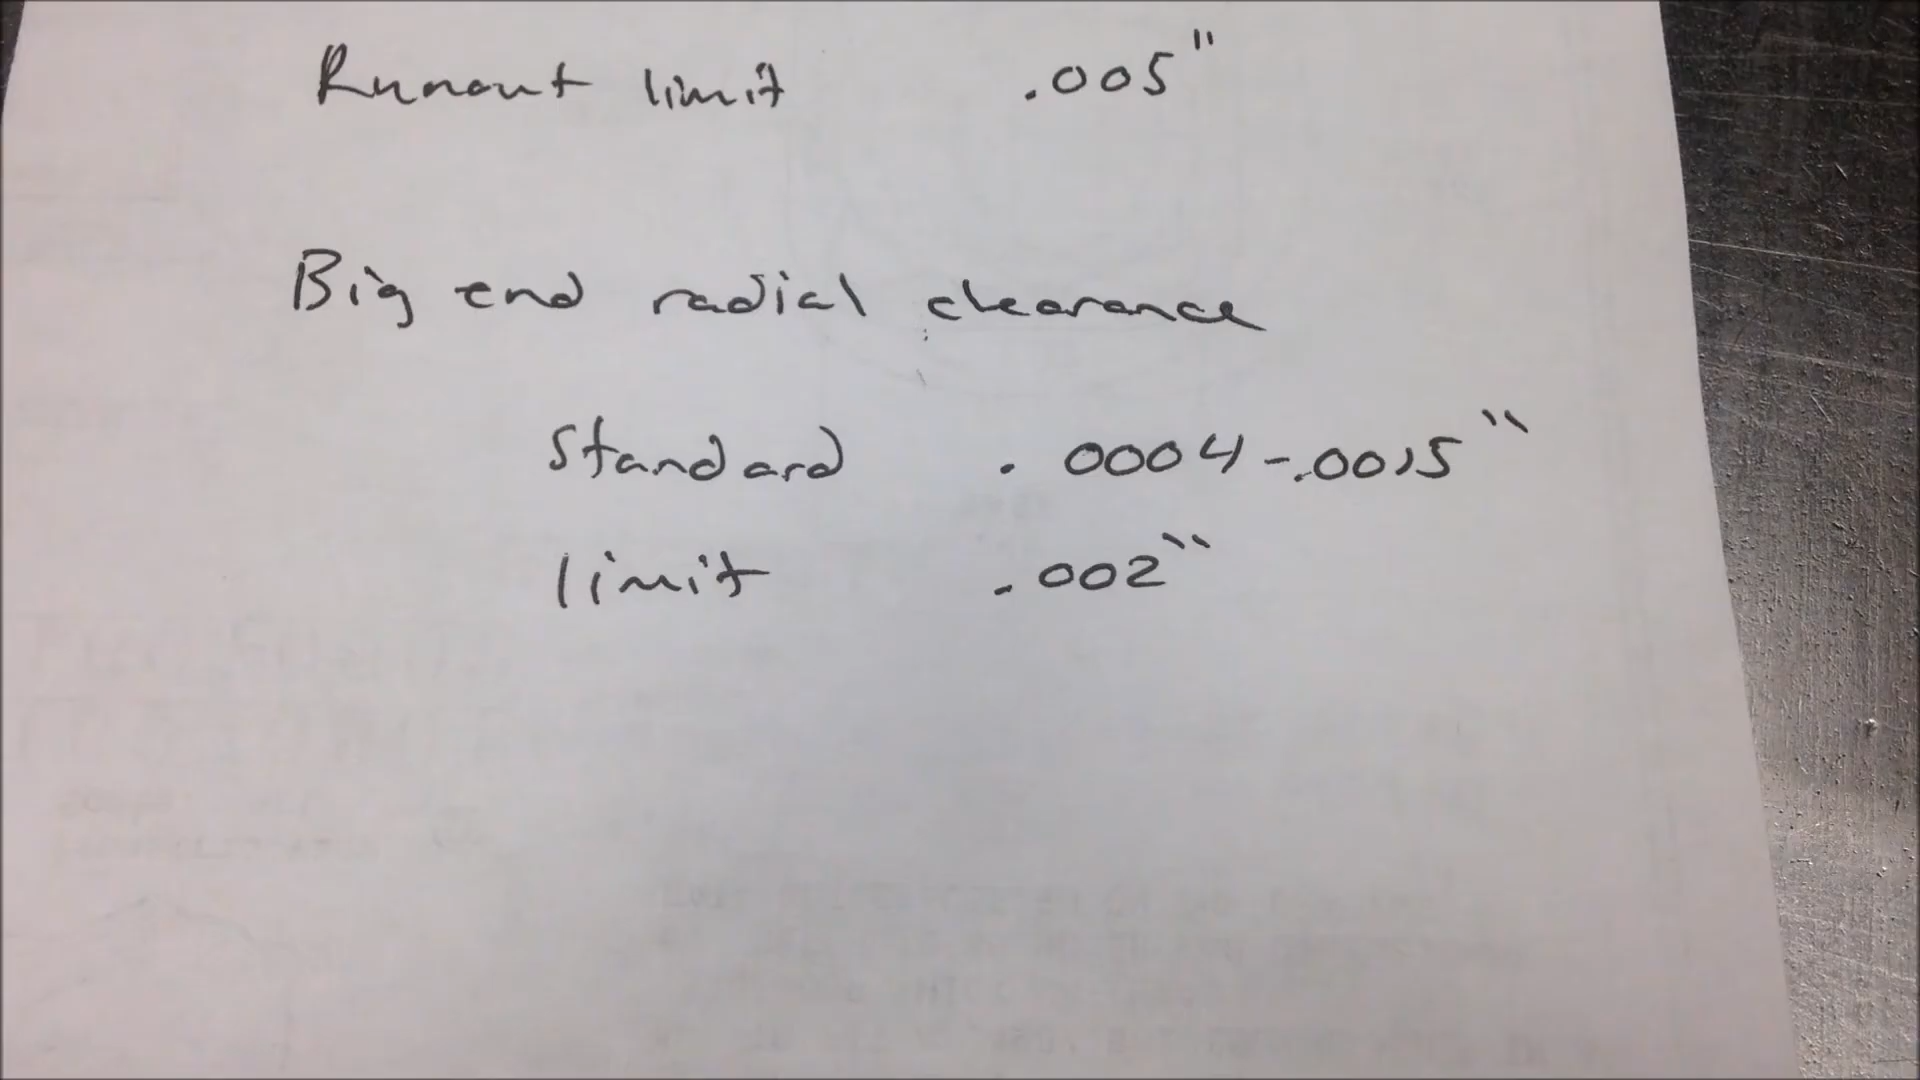 Runout limit .005"
Big end radial clearance
Standard .0004-.0015"
limit .002"